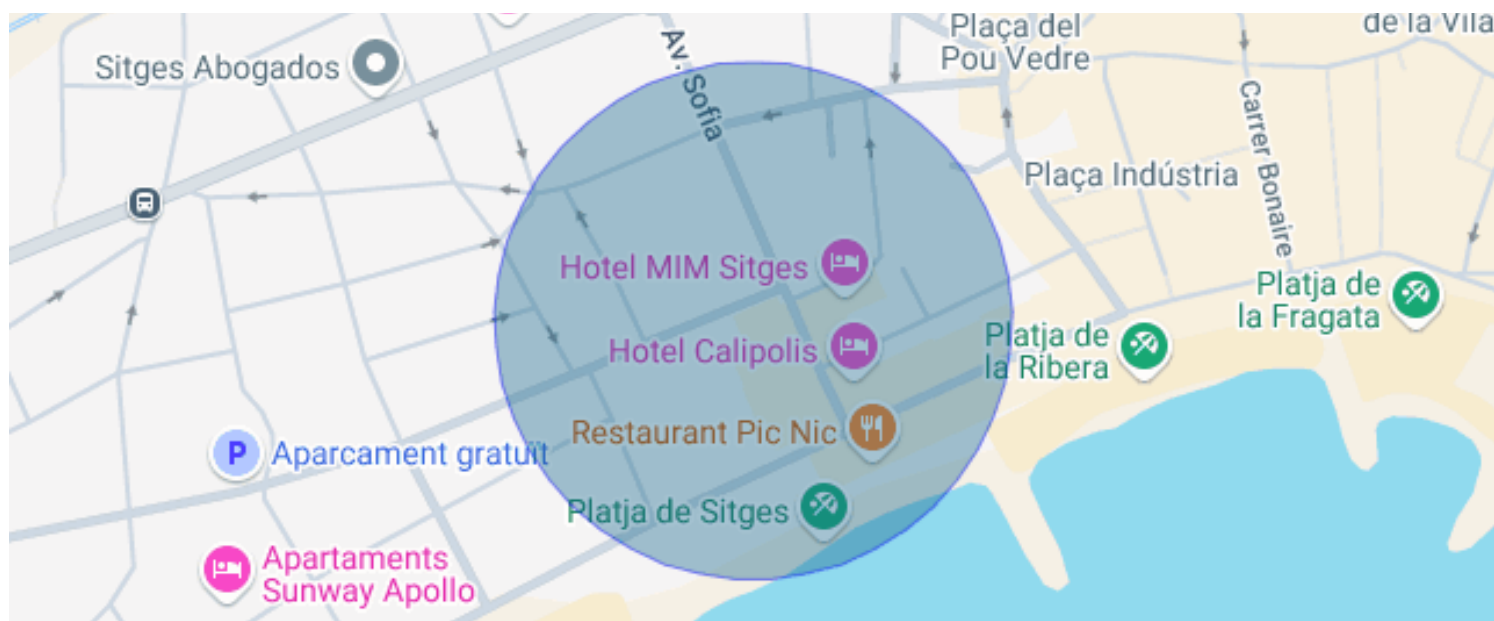 Plaça del
Pou Vedre
de la Vila
Av. Sofia
Sitges Abogados
Carrer Bonaire
Plaça Indústria
Hotel MIM Sitges
Platja de
la Fragata
Hotel Calipolis
Platja de
la Ribera
Restaurant Pic Nic
P
Aparcament gratuït
Platja de Sitges
Apartaments
Sunway Apollo